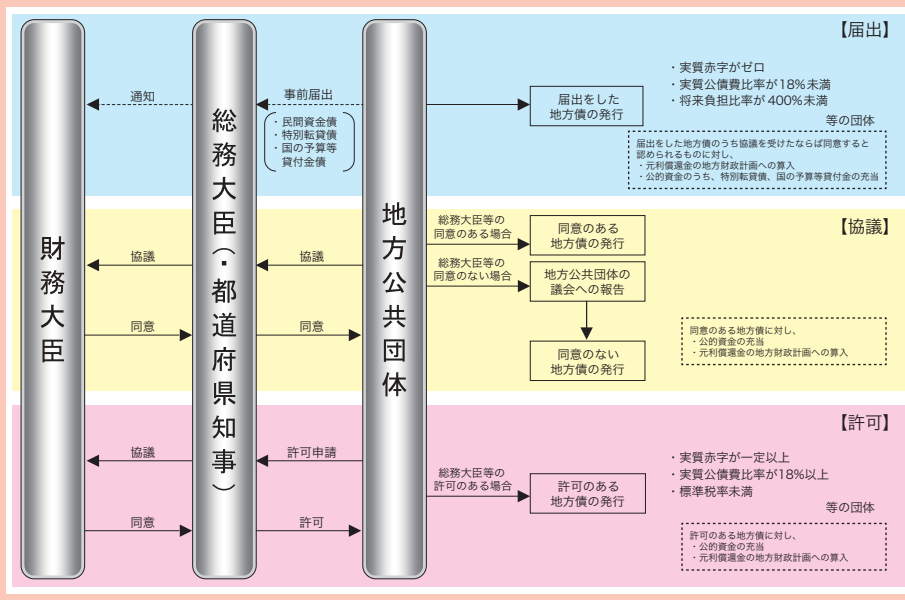 財務大臣
総務大臣（・都道府県知事）
地方公共団体
【届出】
通知
事前届出
・民間資金債
・特別転貸債
・国の予算等
貸付金債
届出をした
地方債の発行
・実質赤字がゼロ
・実質公債費比率が18%未満
・将来負担比率が400%未満
等の団体
届出をした地方債のうち協議を受けたならば同意すると
認められるものに対し、
・元利償還金の地方財政計画への算入
・公的資金のうち、特別転貸債、国の予算等貸付金の充当
【協議】
協議
協議
同意
同意
総務大臣等の
同意のある場合
同意のある
地方債の発行
総務大臣等の
同意のない場合
地方公共団体の
議会への報告
同意のない
地方債の発行
同意のある地方債に対し、
・公的資金の充当
・元利償還金の地方財政計画への算入
【許可】
協議
許可申請
同意
許可
総務大臣等の
許可のある場合
許可のある
地方債の発行
・実質赤字が一定以上
・実質公債費比率が18%以上
・標準税率未満
等の団体
許可のある地方債に対し、
・公的資金の充当
・元利償還金の地方財政計画への算入